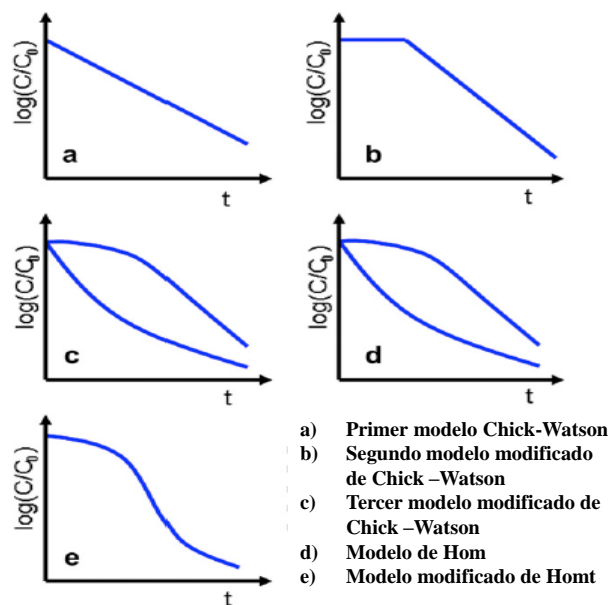 log(C/C₀)
a
t
log(C/C₀)
b
t
log(C/C₀)
c
t
log(C/C₀)
d
t
log(C/C₀)
e
t
a) Primer modelo Chick-Watson
b) Segundo modelo modificado
de Chick –Watson
c) Tercer modelo modificado de
Chick –Watson
d) Modelo de Hom
e) Modelo modificado de Homt